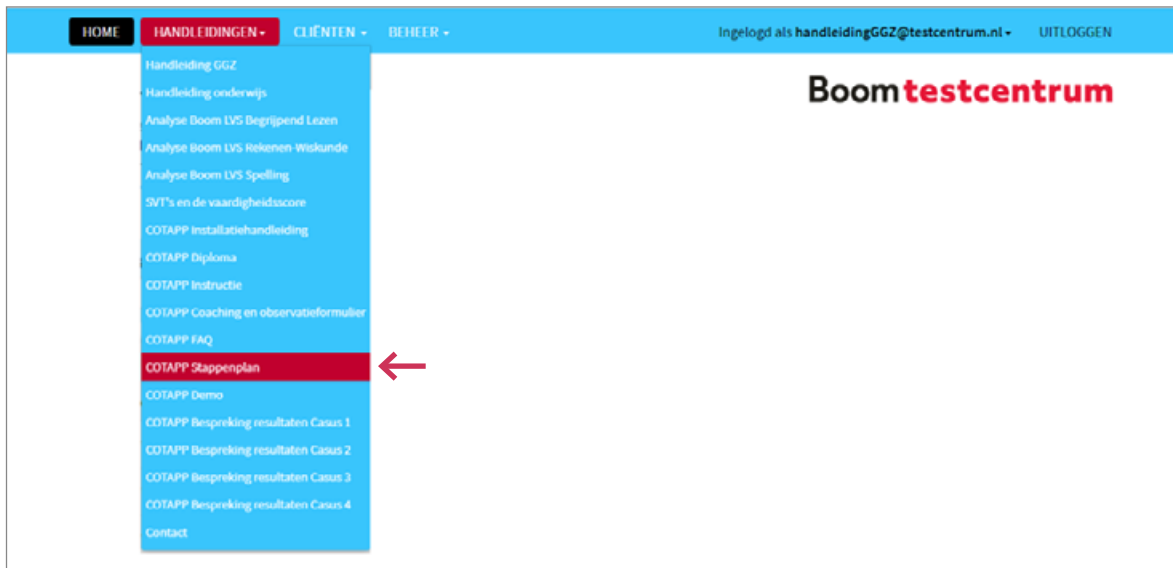 HOME HANDLEIDINGEN CLIËNTEN BEHEER Ingelogd als handleidingGGZ@testcentrum.nl UITLOGGEN
Boom testcentrum
Handleiding GGZ
Handleiding onderwijs
Analyse Boom LVS Begrijpend Lezen
Analyse Boom LVS Rekenen-Wiskunde
Analyse Boom LVS Spelling
SVT's en de vaardigheidsscore
COTAPP Installatiehandleiding
COTAPP Diploma
COTAPP Instructie
COTAPP Coaching en observatieformulier
COTAPP FAQ
COTAPP Stappenplan
COTAPP Demo
COTAPP Bespreking resultaten Casus 1
COTAPP Bespreking resultaten Casus 2
COTAPP Bespreking resultaten Casus 3
COTAPP Bespreking resultaten Casus 4
Contact